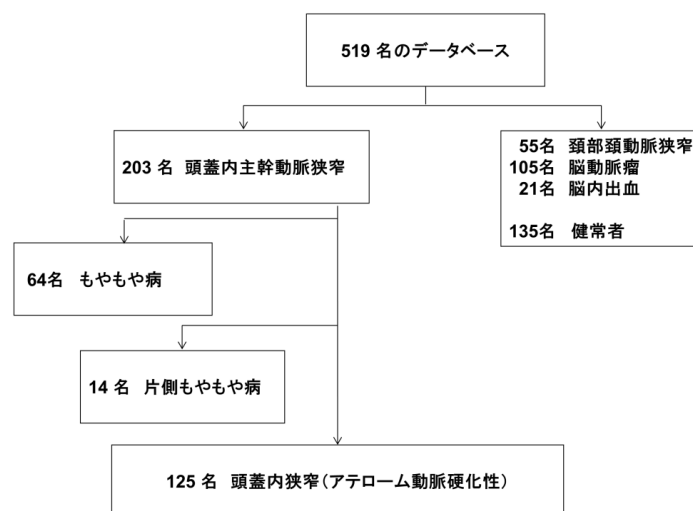 519 名のデータベース
203 名 頭蓋内主幹動脈狭窄
55名 頚部頚動脈狭窄
105名 脳動脈瘤
21名 脳内出血
135名 健常者
64名 もやもや病
14 名 片側もやもや病
125 名 頭蓋内狭窄(アテローム動脈硬化性)